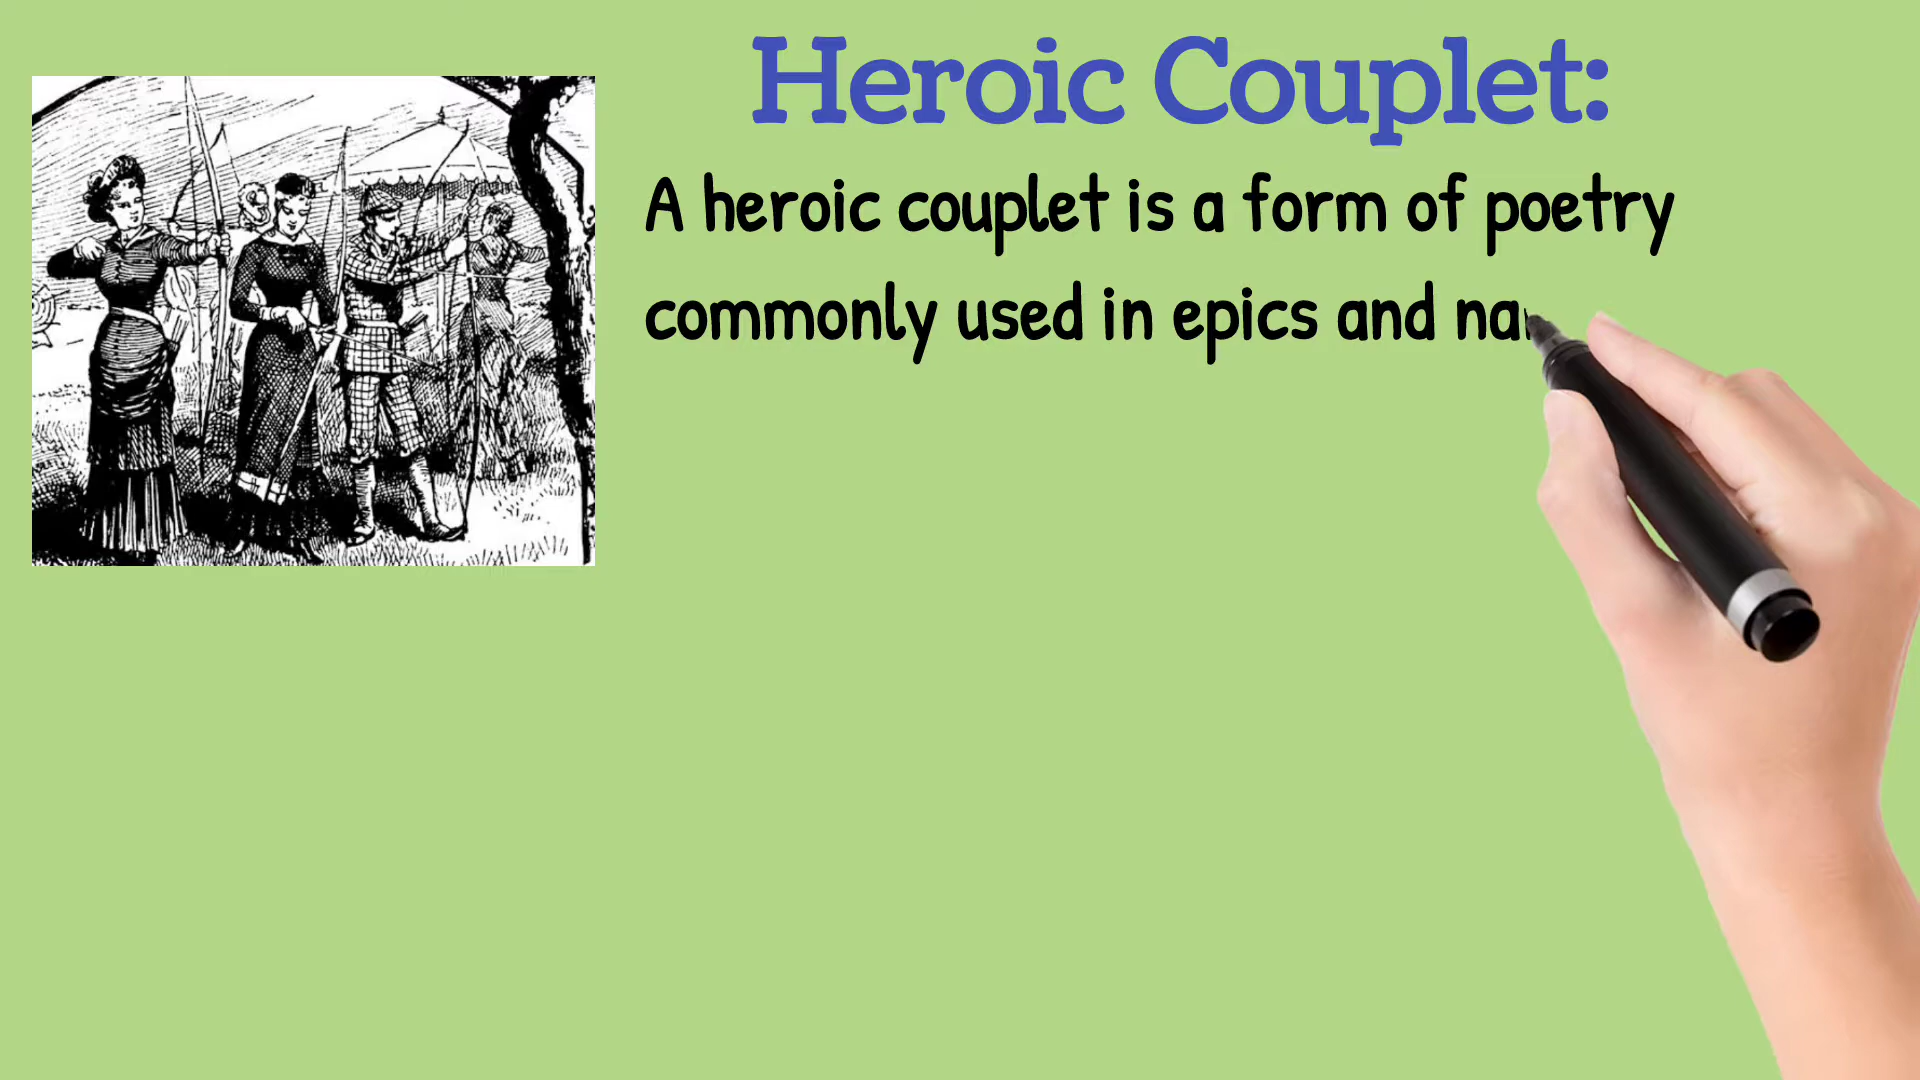 Heroic Couplet:
A heroic couplet is a form of poetry
commonly used in epics and